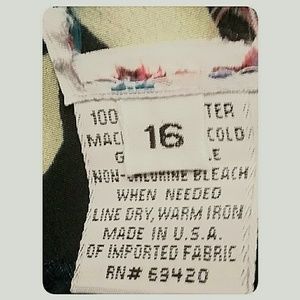 100 TER
MAC 16 COLD
G E
NON-CHLORINE BLEACH
WHEN NEEDED
LINE DRY, WARM IRON
MADE IN U.S.A.
OF IMPORTED FABRIC
RN# 69420